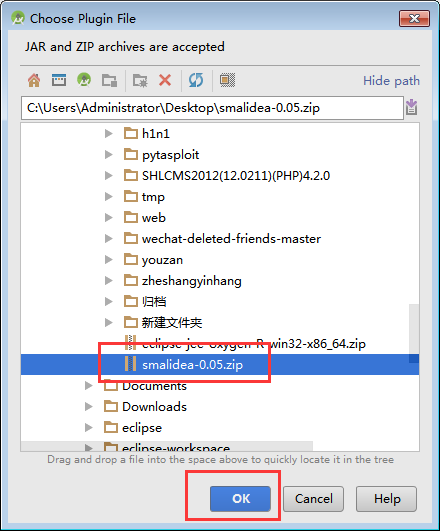 Choose Plugin File
JAR and ZIP archives are accepted
Hide path
C:\Users\Administrator\Desktop\smalidea-0.05.zip
h1n1
pytasploit
SHLCMS2012(12.0211)(PHP)4.2.0
tmp
web
wechat-deleted-friends-master
youzan
zheshangyinhang
归档
新建文件夹
eclipse-jee-oxygen-R-win32-x86_64.zip
smalidea-0.05.zip
Documents
Downloads
eclipse
eclipse-workspace
Drag and drop a file into the space above to quickly locate it in the tree
OK Cancel Help